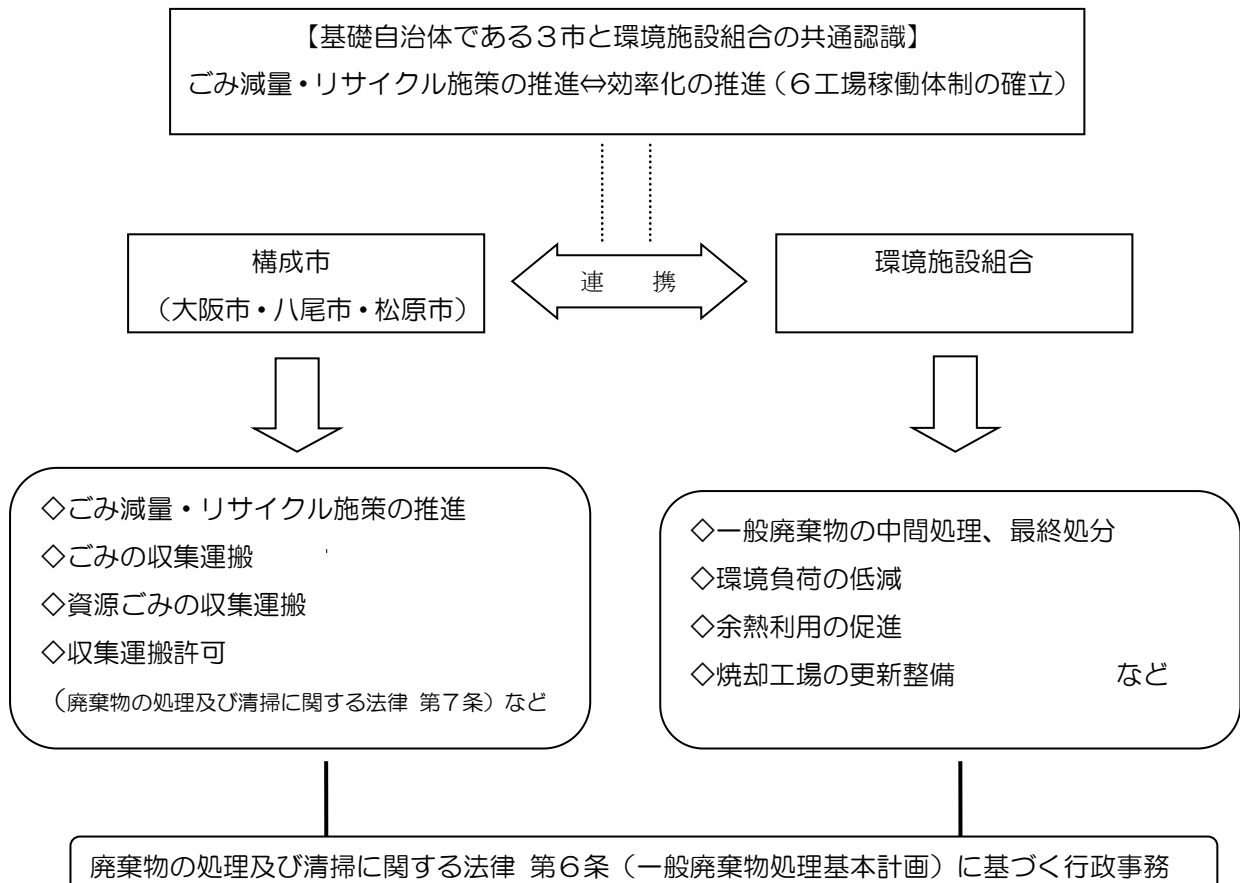 【基礎自治体である3市と環境施設組合の共通認識】
ごみ減量・リサイクル施策の推進⇔効率化の推進（6工場稼働体制の確立）
構成市
（大阪市・八尾市・松原市）
連　携
環境施設組合
◇ごみ減量・リサイクル施策の推進
◇ごみの収集運搬
◇資源ごみの収集運搬
◇収集運搬許可
（廃棄物の処理及び清掃に関する法律 第7条）など
◇一般廃棄物の中間処理、最終処分
◇環境負荷の低減
◇余熱利用の促進
◇焼却工場の更新整備　など
廃棄物の処理及び清掃に関する法律 第6条（一般廃棄物処理基本計画）に基づく行政事務